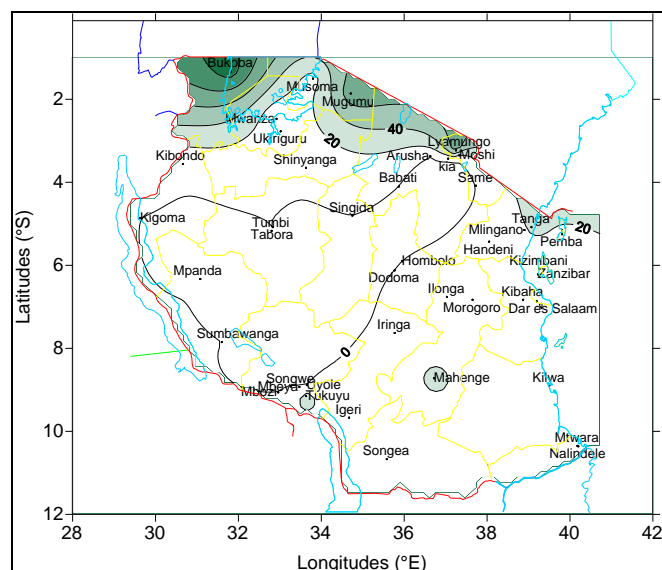 Bukoba
Musoma
Mugumu
2
Mwanza
Ukiriguru
40
20
Lyamungo
Kibondo
Shinyanga
Arusha
Moshi
kia
4
Babati
Same
Singida
Kigoma
Tumbi
Tabora
Tanga
20
Mlingano
Pemba
Handeni
6
Mpanda
Hombolo
Dodoma
Kizimbani
Zanzibar
Ilonga
Kibaha
Morogoro
Dar es Salaam
Iringa
Sumbawanga
8
0
Songwe
Mbeya
Mbozi
Tukuyu
Mahenge
Kilwa
Igeri
10
Mtwara
Nalindele
Songea
12
28
30
32
34
36
38
40
42
Latitudes (°S)
Longitudes (°E)